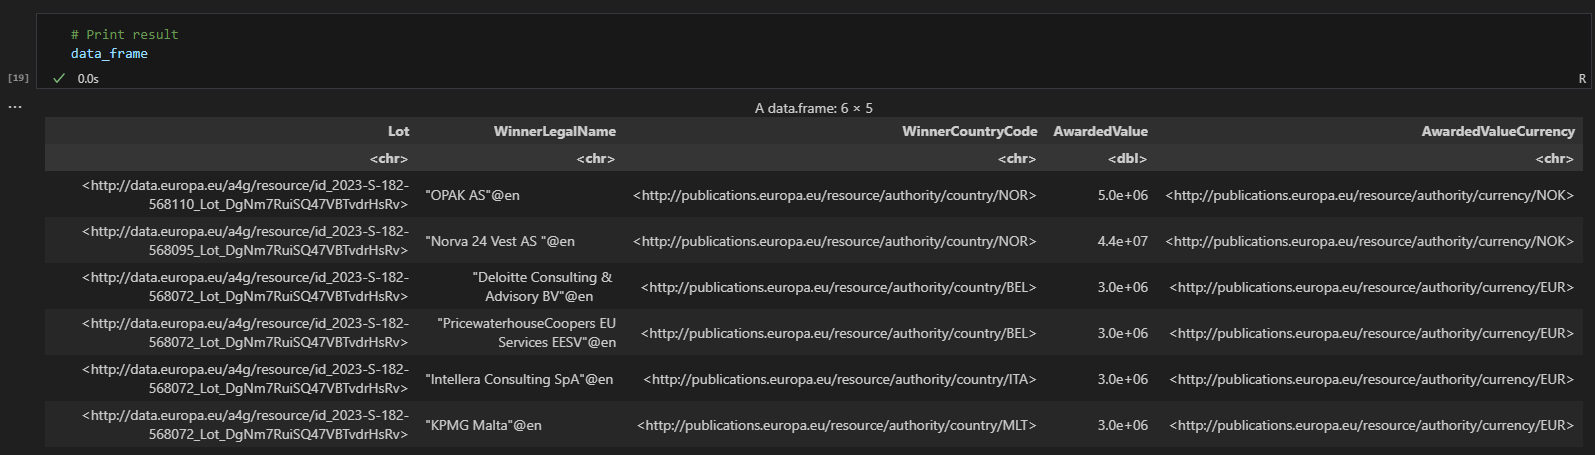 # Print result
data_frame
[19]
0.0s
R
...
A data.frame: 6 × 5
Lot WinnerLegalName WinnerCountryCode AwardedValue AwardedValueCurrency
<chr> <chr> <chr> <dbl> <chr>
<http://data.europa.eu/a4g/resource/id_2023-S-182-
568110_Lot_DgNm7RuiSQ47VBTvdrHsRv>
"OPAK AS"@en
<http://publications.europa.eu/resource/authority/country/NOR>
5.0e+06
<http://publications.europa.eu/resource/authority/currency/NOK>
<http://data.europa.eu/a4g/resource/id_2023-S-182-
568095_Lot_DgNm7RuiSQ47VBTvdrHsRv>
"Norva 24 Vest AS "@en
<http://publications.europa.eu/resource/authority/country/NOR>
4.4e+07
<http://publications.europa.eu/resource/authority/currency/NOK>
<http://data.europa.eu/a4g/resource/id_2023-S-182-
568072_Lot_DgNm7RuiSQ47VBTvdrHsRv>
"Deloitte Consulting &
Advisory BV"@en
<http://publications.europa.eu/resource/authority/country/BEL>
3.0e+06
<http://publications.europa.eu/resource/authority/currency/EUR>
<http://data.europa.eu/a4g/resource/id_2023-S-182-
568072_Lot_DgNm7RuiSQ47VBTvdrHsRv>
"PricewaterhouseCoopers EU
Services EESV"@en
<http://publications.europa.eu/resource/authority/country/BEL>
3.0e+06
<http://publications.europa.eu/resource/authority/currency/EUR>
<http://data.europa.eu/a4g/resource/id_2023-S-182-
568072_Lot_DgNm7RuiSQ47VBTvdrHsRv>
"Intellera Consulting SpA"@en
<http://publications.europa.eu/resource/authority/country/ITA>
3.0e+06
<http://publications.europa.eu/resource/authority/currency/EUR>
<http://data.europa.eu/a4g/resource/id_2023-S-182-
568072_Lot_DgNm7RuiSQ47VBTvdrHsRv>
"KPMG Malta"@en
<http://publications.europa.eu/resource/authority/country/MLT>
3.0e+06
<http://publications.europa.eu/resource/authority/currency/EUR>